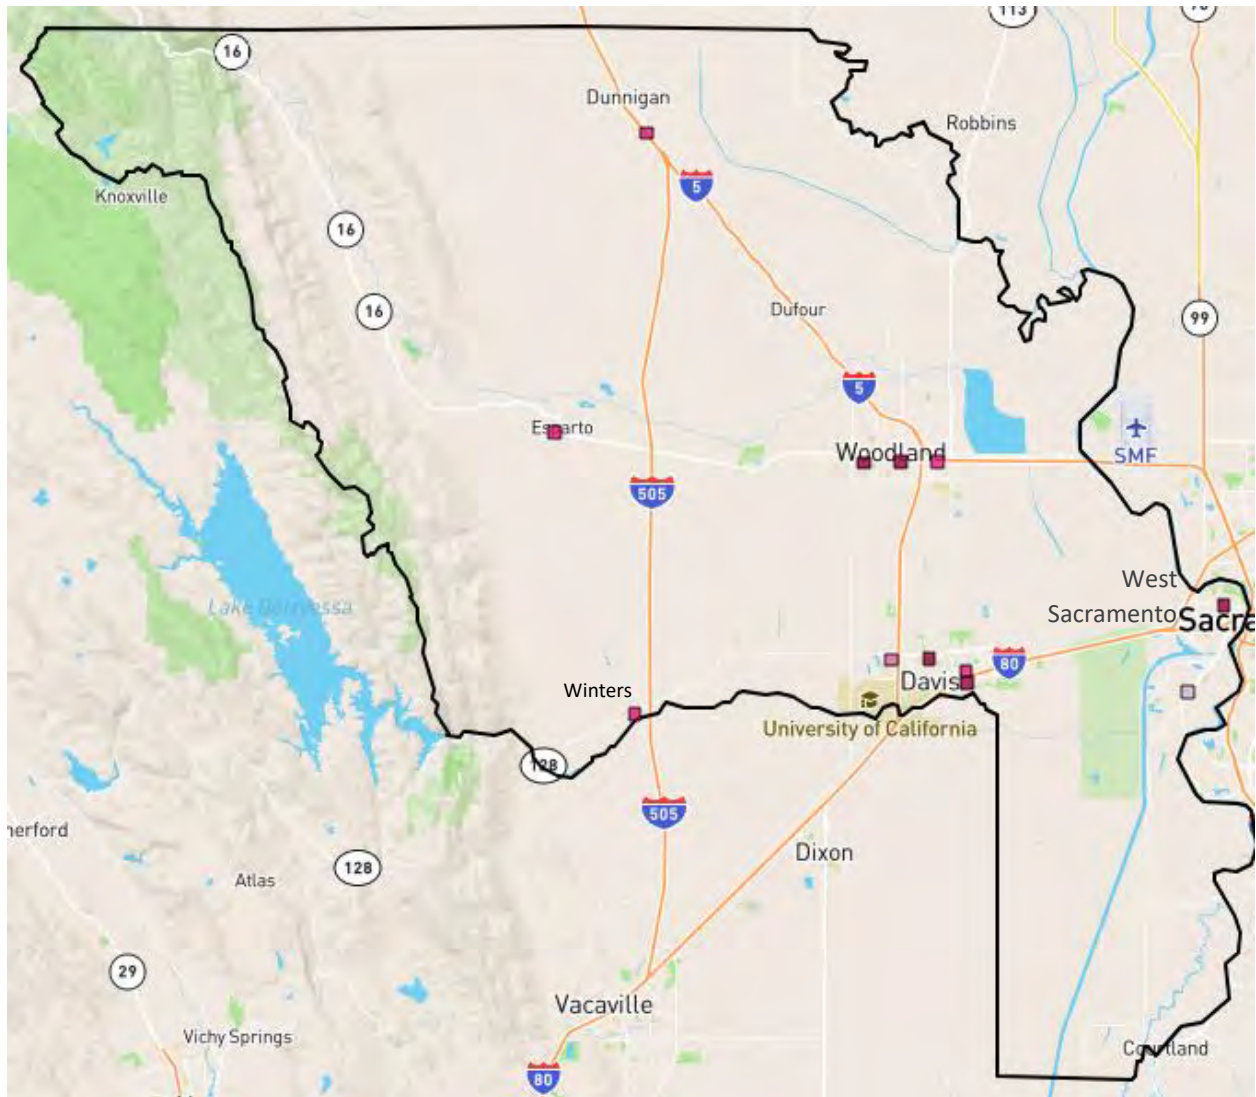 113
16
Dunnigan
Robbins
5
Knoxville
16
16
Dufour
99
5
Esparto
Woodland
SMF
505
West
Sacramento
Sacra
Lake Berryessa
80
Davis
Winters
University of California
128
505
herford
Dixon
128
Atlas
29
Vacaville
Vichy Springs
Courtland
80